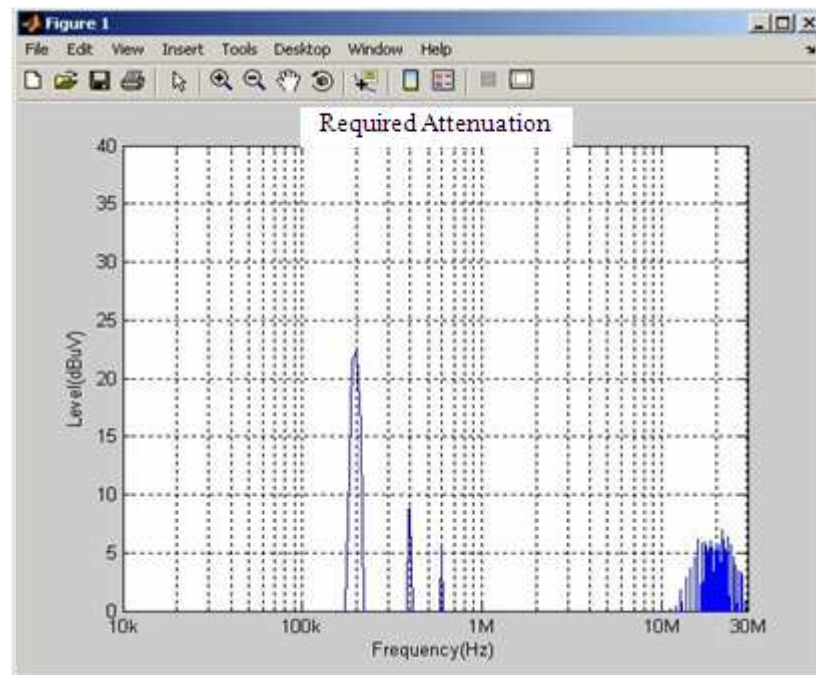 Figure 1
File Edit View Insert Tools Desktop Window Help
Required Attenuation
40
35
30
25
20
15
10
5
0
Level(dBuV)
10k 100k 1M 10M 30M
Frequency(Hz)